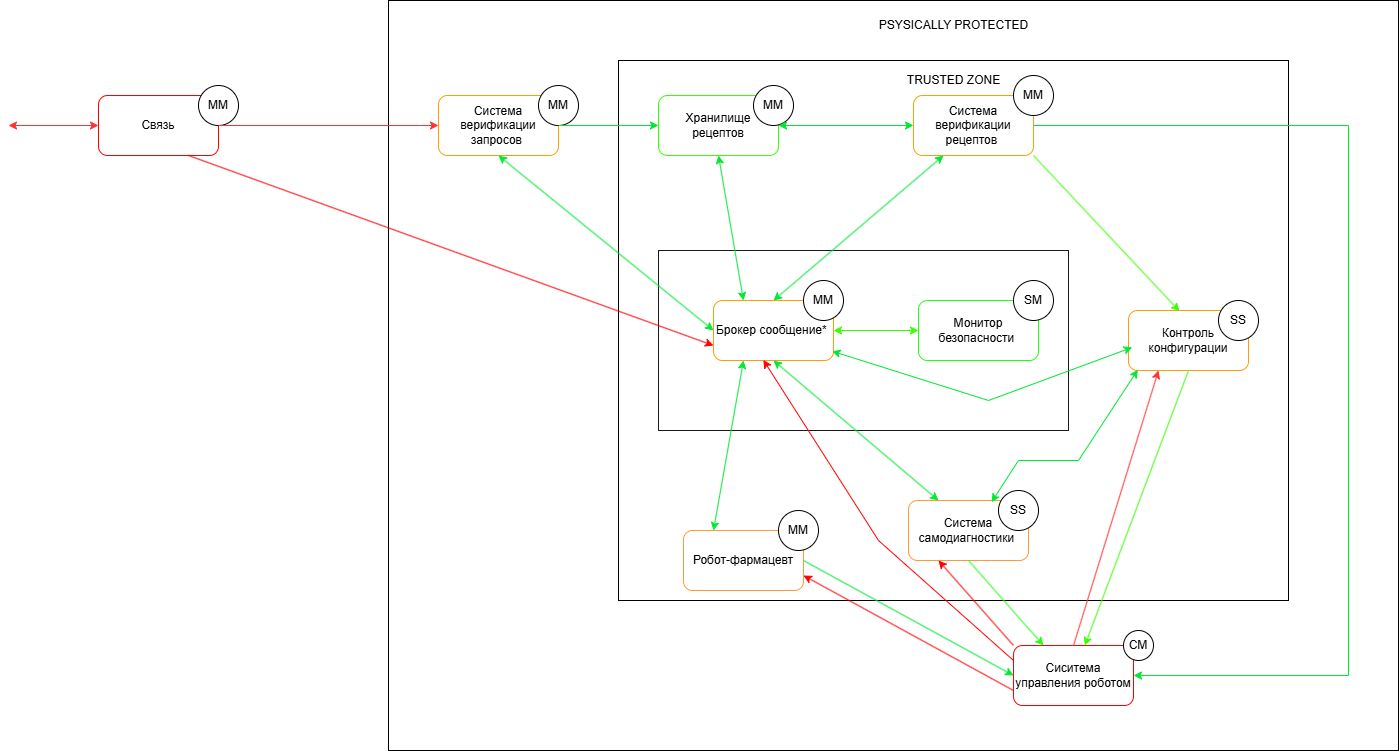 PSYSICALLY PROTECTED
TRUSTED ZONE
Связь
MM
Система
верификации
запросов
MM
Хранилище
рецептов
MM
Система
верификации
рецептов
MM
Брокер сообщение*
MM
Монитор
безопасности
SM
Контроль
конфигурации
SS
Система
самодиагностики
SS
Робот-фармацевт
MM
Сиситема
управления роботом
CM